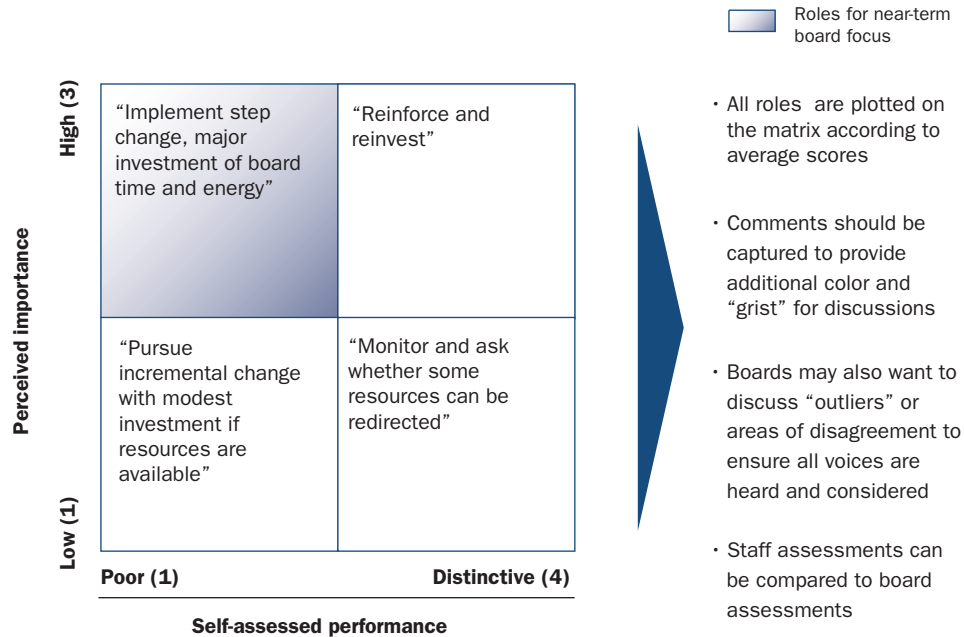 Roles for near-term
board focus
High (3)
Perceived importance
Low (1)
“Implement step
change, major
investment of board
time and energy”
“Reinforce and
reinvest”
“Pursue
incremental change
with modest
investment if
resources are
available”
“Monitor and ask
whether some
resources can be
redirected”
Poor (1)
Distinctive (4)
Self-assessed performance
· All roles are plotted on
the matrix according to
average scores
· Comments should be
captured to provide
additional color and
“grist” for discussions
· Boards may also want to
discuss “outliers” or
areas of disagreement to
ensure all voices are
heard and considered
· Staff assessments can
be compared to board
assessments